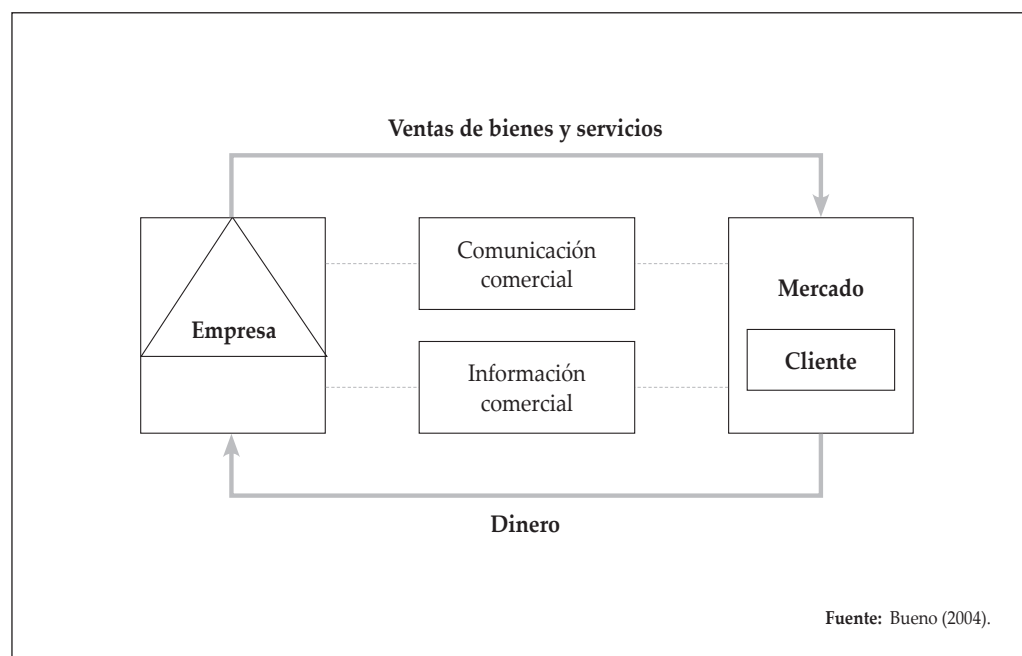 Ventas de bienes y servicios
Comunicación
comercial
Mercado
Empresa
Cliente
Información
comercial
Dinero
Fuente: Bueno (2004).